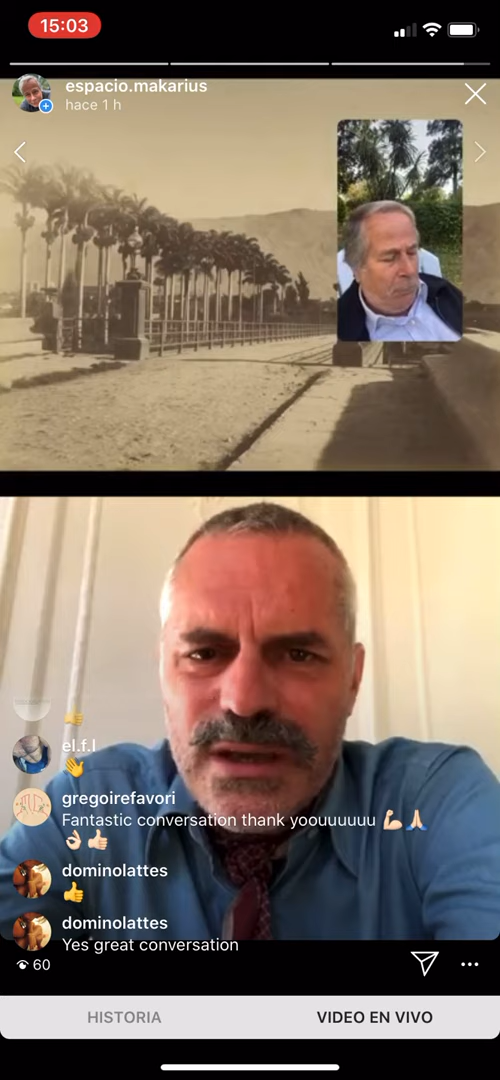 15:03
espacio.makarius
hace 1 h
el.f.l
gregoirefavori
Fantastic conversation thank yoouuuuuu 💪🏻🙏🏻
👌🏻👍🏻
dominolattes
👍
dominolattes
Yes great conversation
60
HISTORIA
VIDEO EN VIVO